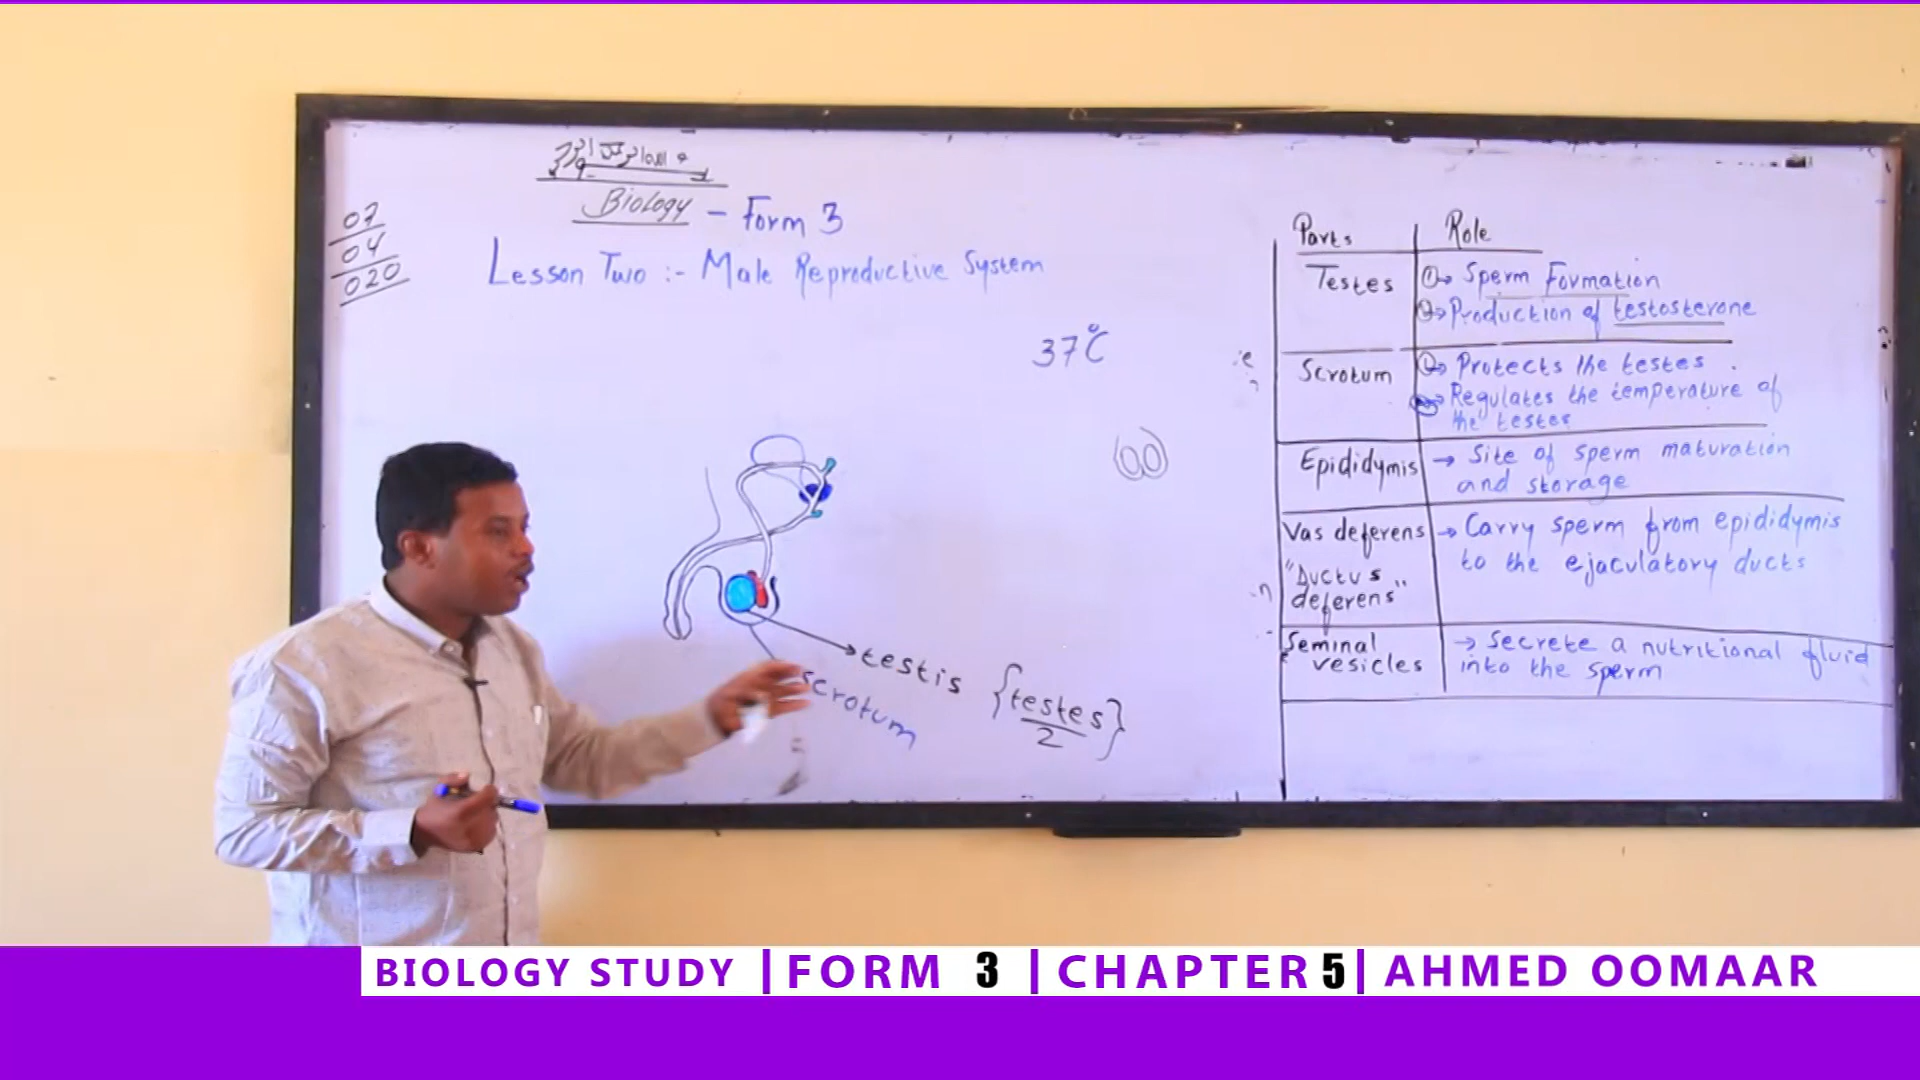 Biology - Form 3
07
04
020
Lesson Two :- Male Reproductive System
37°C
testis {testes}
2
scrotum
Parts Role
Testes ①→ Sperm Formation
②→ Production of testosterone
Scrotum ①→ Protects the testes.
②→ Regulates the temperature of
the testes
Epididymis → Site of sperm maturation
and storage
Vas deferens → Carry sperm from epididymis
to the ejaculatory ducts
"Ductus
deferens"
Seminal → Secrete a nutritional fluid
vesicles into the sperm
BIOLOGY STUDY | FORM 3 | CHAPTER 5 | AHMED OOMAAR